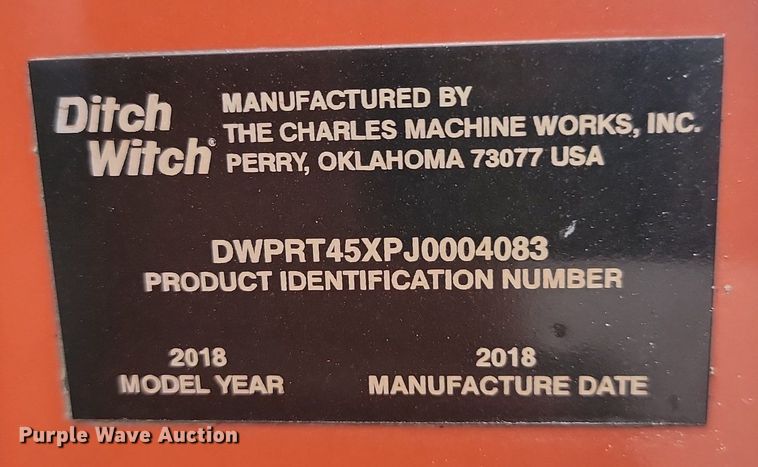 Ditch
Witch®
MANUFACTURED BY
THE CHARLES MACHINE WORKS, INC.
PERRY, OKLAHOMA 73077 USA
DWPRT45XPJ0004083
PRODUCT IDENTIFICATION NUMBER
2018
MODEL YEAR
2018
MANUFACTURE DATE
Purple Wave Auction